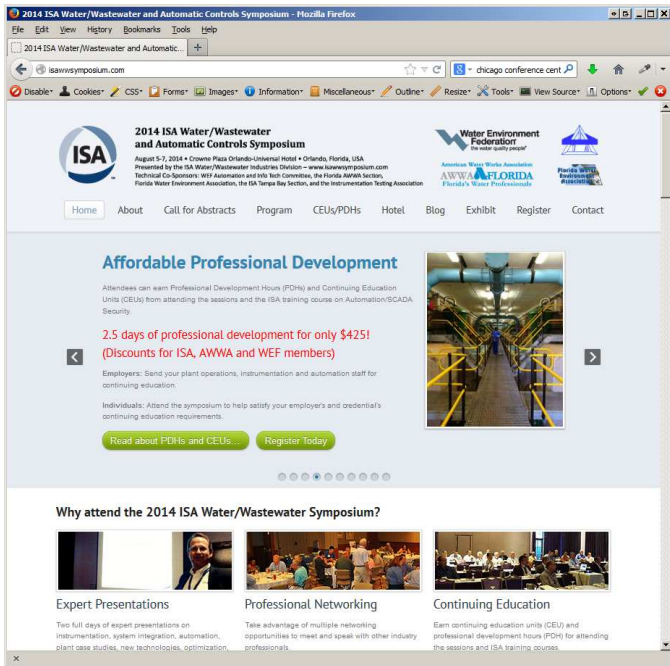 2014 ISA Water/Wastewater and Automatic Controls Symposium - Mozilla Firefox
File Edit View History Bookmarks Tools Help
2014 ISA Water/Wastewater and Automatic... +
isawwsymposium.com
chicago conference cent
Disable Cookies CSS Forms Images Information Miscellaneous Outline Resize Tools View Source Options
ISA
2014 ISA Water/Wastewater
and Automatic Controls Symposium
August 5-7, 2014 • Crowne Plaza Orlando-Universal Hotel • Orlando, Florida, USA
Presented by the ISA Water/Wastewater Industries Division – www.isawwsymposium.com
Technical Co-Sponsors: WEF Automation and Info Tech Committee, the Florida AWWA Section,
Florida Water Environment Association, the ISA Tampa Bay Section, and the Instrumentation Testing Association
Water Environment
Federation
the water quality people
American Water Works Association
AWWA FLORIDA
Florida's Water Professionals
Florida Water
Environment
Association
Home About Call for Abstracts Program CEUs/PDHs Hotel Blog Exhibit Register Contact
Affordable Professional Development
Attendees can earn Professional Development Hours (PDHs) and Continuing Education
Units (CEUs) from attending the sessions and the ISA training course on Automation/SCADA
Security.
2.5 days of professional development for only $425!
(Discounts for ISA, AWWA and WEF members)
Employers: Send your plant operations, instrumentation and automation staff for
continuing education.
Individuals: Attend the symposium to help satisfy your employer's and credential's
continuing education requirements.
Read about PDHs and CEUs... Register Today
Why attend the 2014 ISA Water/Wastewater Symposium?
Expert Presentations
Two full days of expert presentations on
instrumentation, system integration, automation,
plant case studies, new technologies, optimization,
Professional Networking
Take advantage of multiple networking
opportunities to meet and speak with other industry
professionals.
Continuing Education
Earn continuing education units (CEU) and
professional development hours (PDH) for attending
the sessions and ISA training courses.